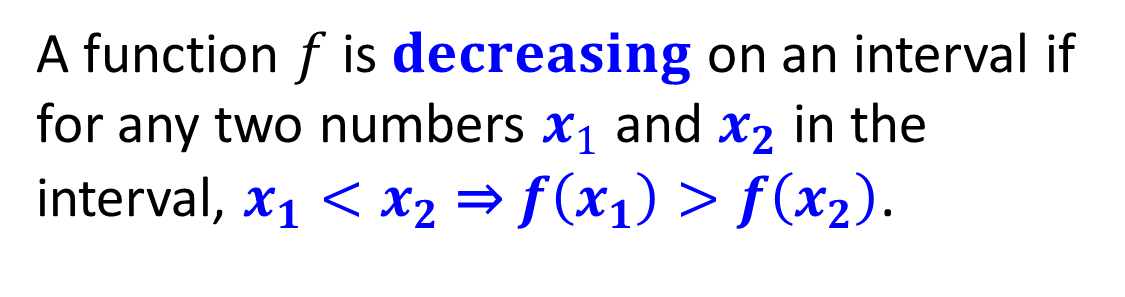 A function f is decreasing on an interval if
for any two numbers x₁ and x₂ in the
interval, x₁ < x₂ ⇒ f(x₁) > f(x₂).